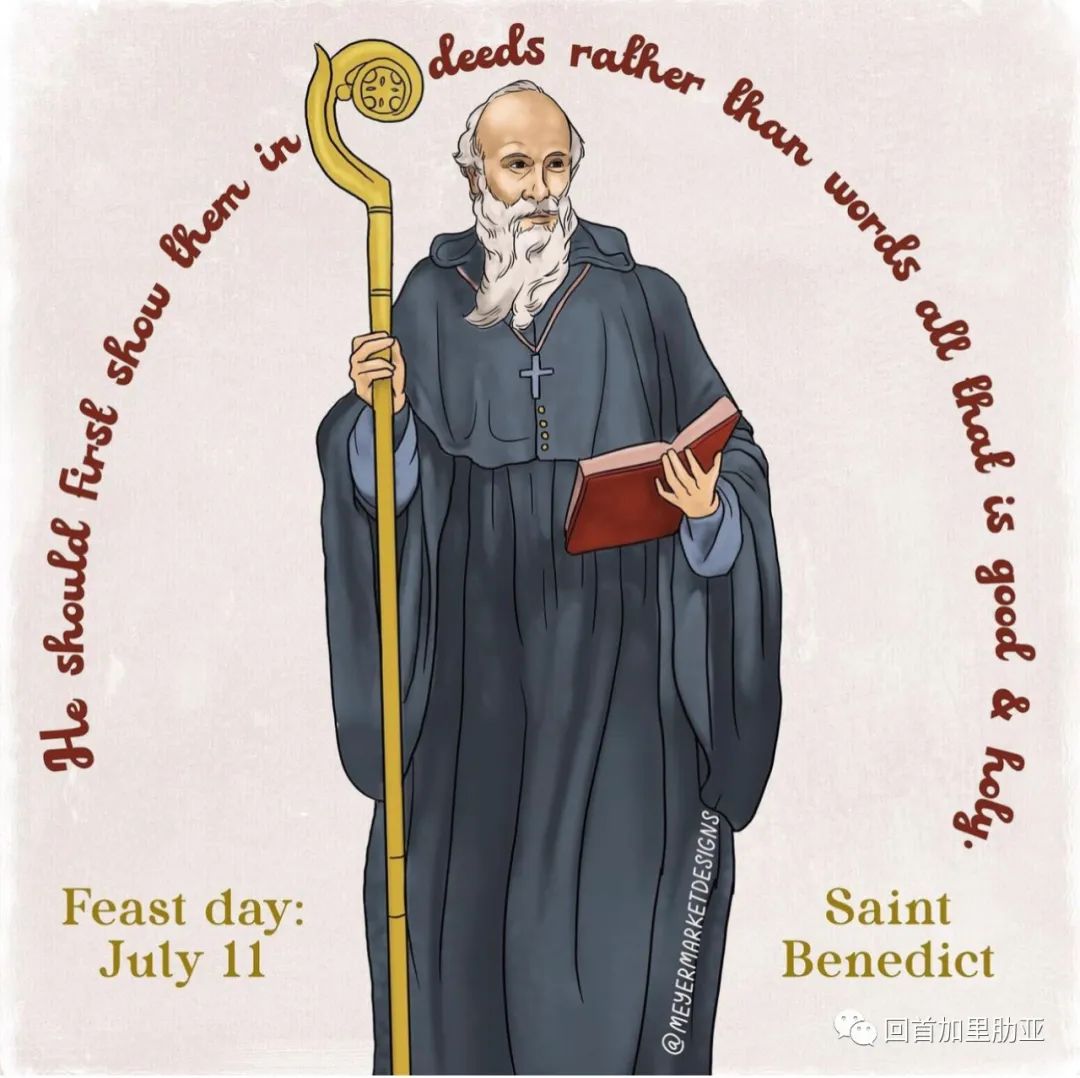 He should first show them in deeds rather than words all that is good & holy.
Feast day:
July 11
Saint
Benedict
@MEYERMARKETDESIGNS
回首加里肋亚